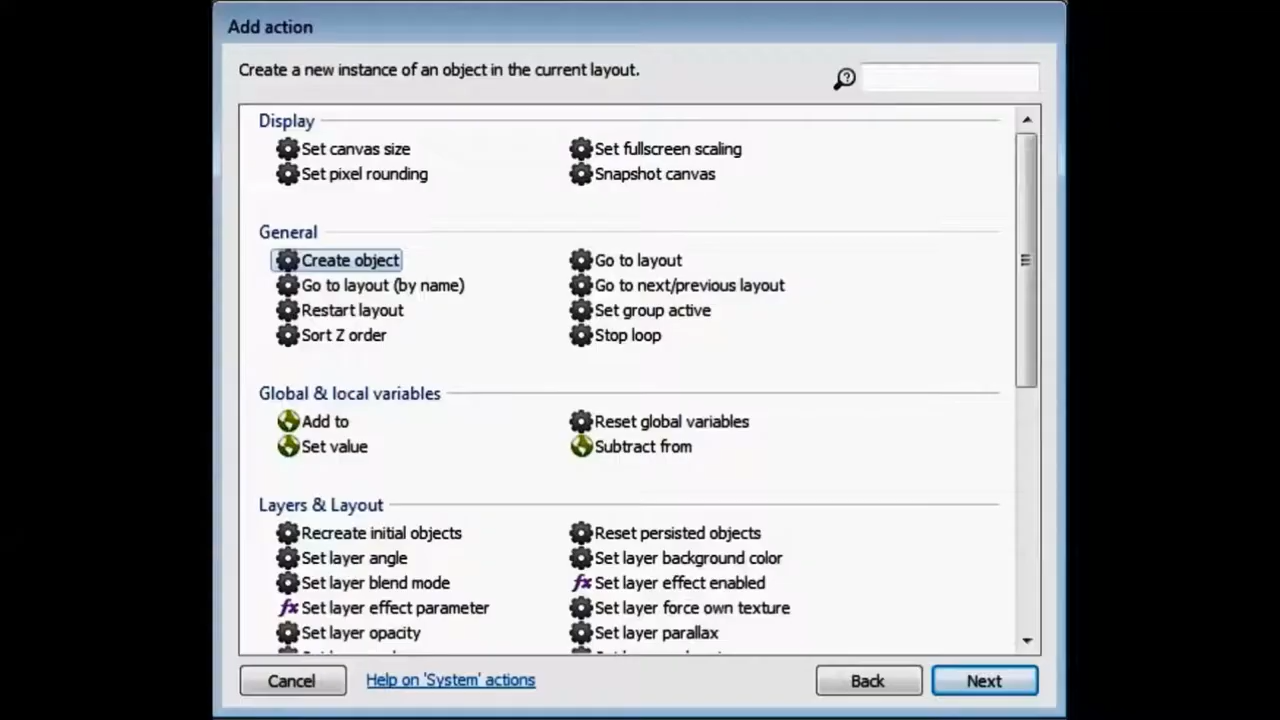 Add action
Create a new instance of an object in the current layout.
Display
Set canvas size
Set fullscreen scaling
Set pixel rounding
Snapshot canvas
General
Create object
Go to layout
Go to layout (by name)
Go to next/previous layout
Restart layout
Set group active
Sort Z order
Stop loop
Global & local variables
Add to
Reset global variables
Set value
Subtract from
Layers & Layout
Recreate initial objects
Reset persisted objects
Set layer angle
Set layer background color
Set layer blend mode
fx Set layer effect enabled
fx Set layer effect parameter
Set layer force own texture
Set layer opacity
Set layer parallax
Cancel
Help on 'System' actions
Back
Next